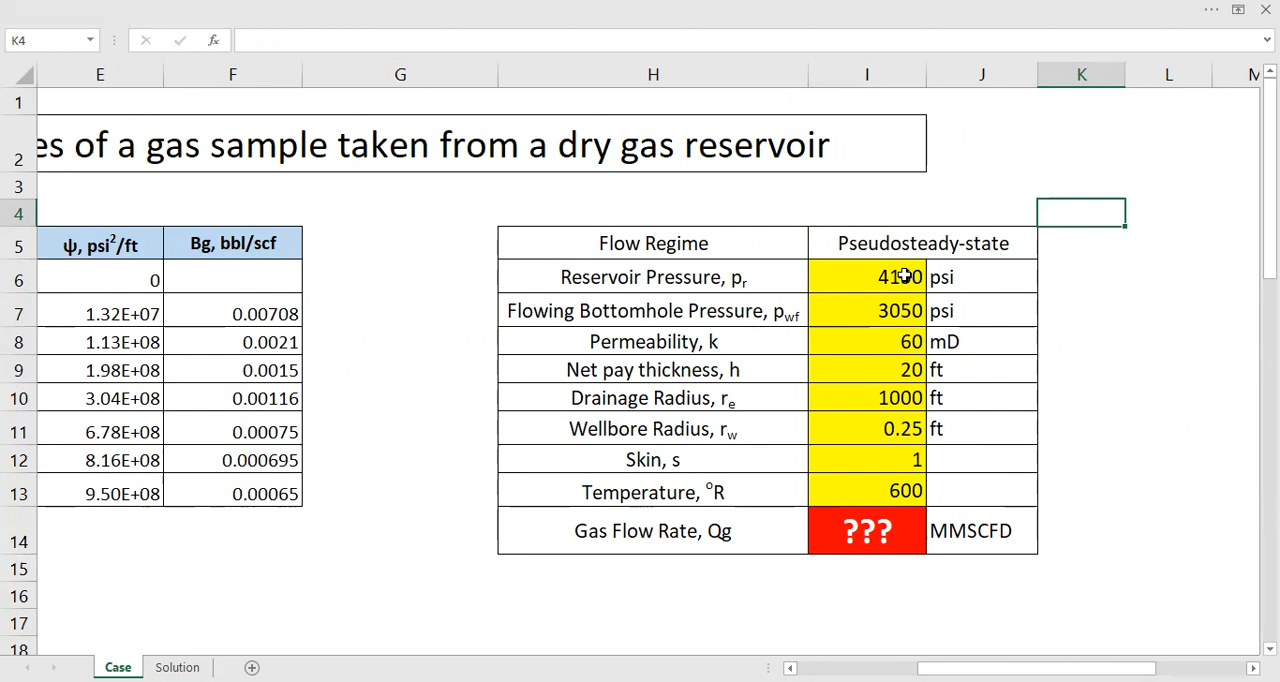 K4
fx
E F G H I J K L M
1
2 es of a gas sample taken from a dry gas reservoir
3
4
5 ψ, psi²/ft Bg, bbl/scf Flow Regime Pseudosteady-state
6 0 Reservoir Pressure, pr 4100 psi
7 1.32E+07 0.00708 Flowing Bottomhole Pressure, pwf 3050 psi
8 1.13E+08 0.0021 Permeability, k 60 mD
9 1.98E+08 0.0015 Net pay thickness, h 20 ft
10 3.04E+08 0.00116 Drainage Radius, re 1000 ft
11 6.78E+08 0.00075 Wellbore Radius, rw 0.25 ft
12 8.16E+08 0.000695 Skin, s 1
13 9.50E+08 0.00065 Temperature, °R 600
14 Gas Flow Rate, Qg ??? MMSCFD
15
16
17
18
Case Solution